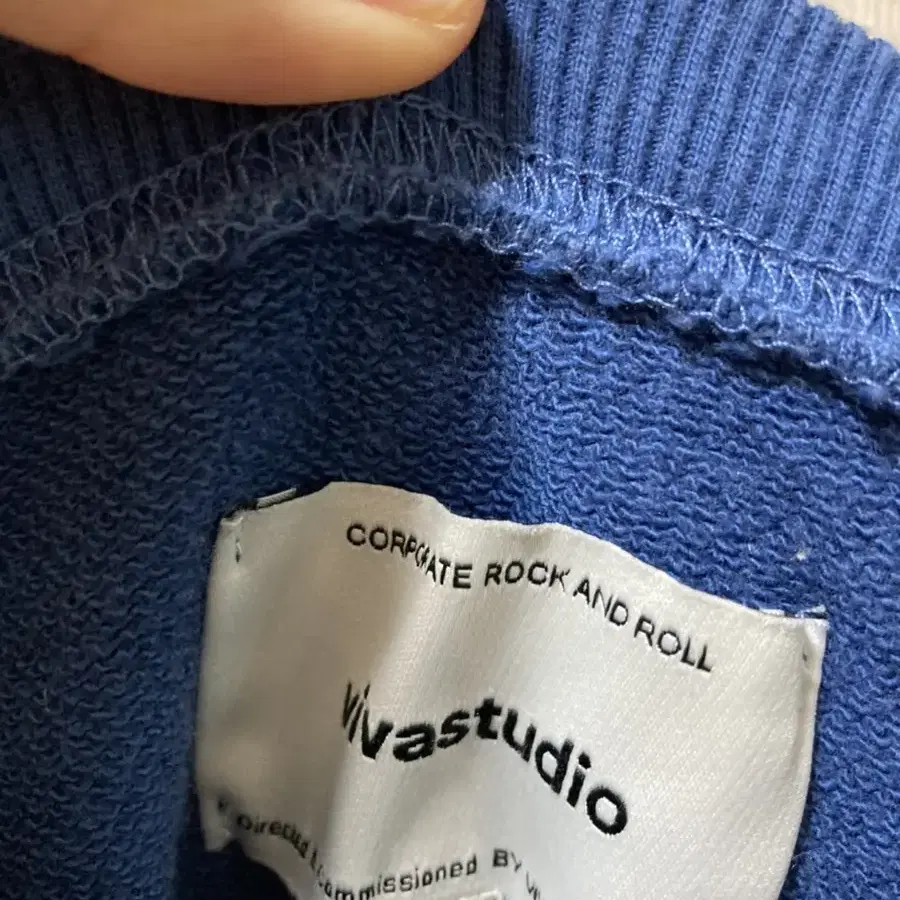 CORPORATE ROCK AND ROLL
vivastudio
Directed & commissioned BY